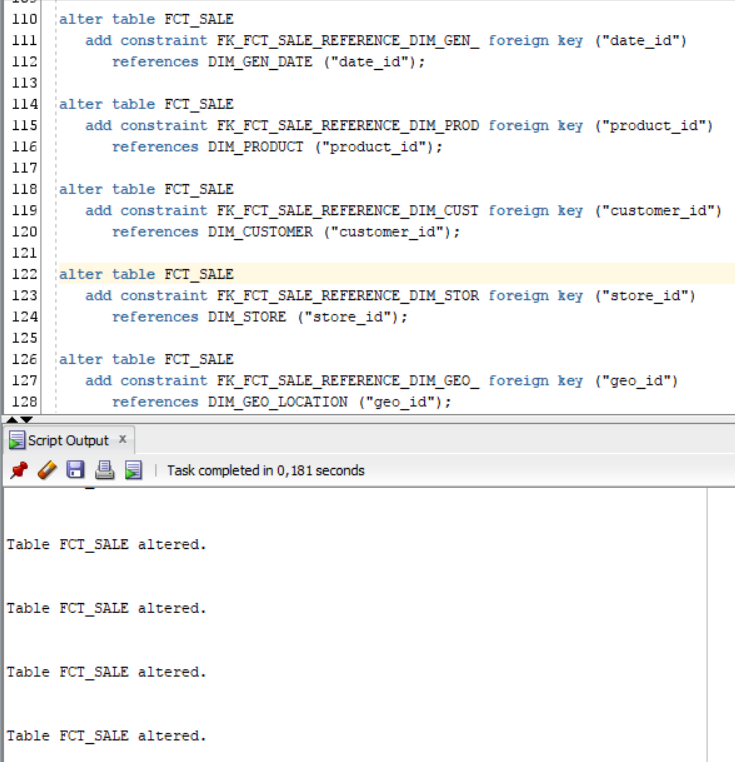 110 alter table FCT_SALE
111 add constraint FK_FCT_SALE_REFERENCE_DIM_GEN_ foreign key ("date_id")
112 references DIM_GEN_DATE ("date_id");
113
114 alter table FCT_SALE
115 add constraint FK_FCT_SALE_REFERENCE_DIM_PROD foreign key ("product_id")
116 references DIM_PRODUCT ("product_id");
117
118 alter table FCT_SALE
119 add constraint FK_FCT_SALE_REFERENCE_DIM_CUST foreign key ("customer_id")
120 references DIM_CUSTOMER ("customer_id");
121
122 alter table FCT_SALE
123 add constraint FK_FCT_SALE_REFERENCE_DIM_STOR foreign key ("store_id")
124 references DIM_STORE ("store_id");
125
126 alter table FCT_SALE
127 add constraint FK_FCT_SALE_REFERENCE_DIM_GEO_ foreign key ("geo_id")
128 references DIM_GEO_LOCATION ("geo_id");
Script Output x
Task completed in 0,181 seconds
Table FCT_SALE altered.
Table FCT_SALE altered.
Table FCT_SALE altered.
Table FCT_SALE altered.